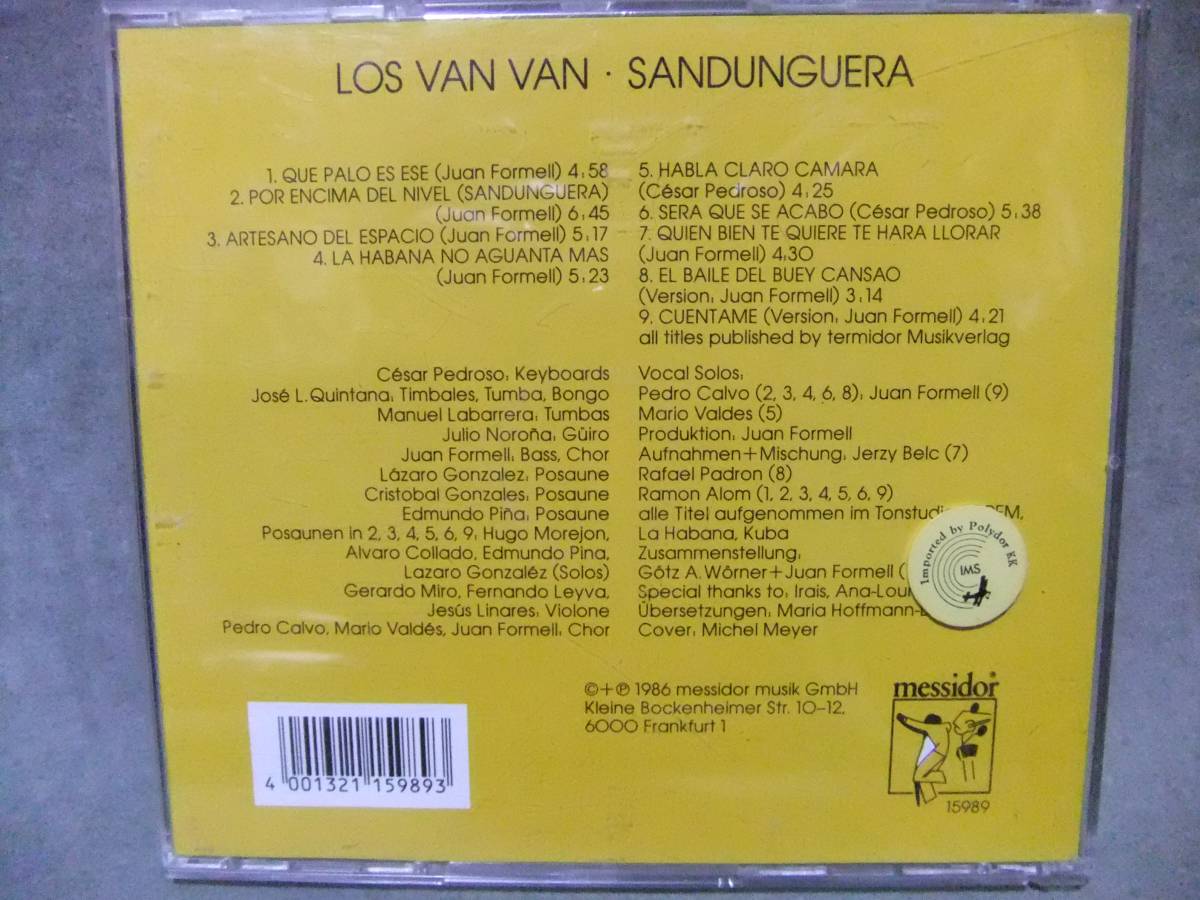 LOS VAN VAN · SANDUNGUERA
1. QUE PALO ES ESE (Juan Formell) 4:58
2. POR ENCIMA DEL NIVEL (SANDUNGUERA)
(Juan Formell) 6:45
3. ARTESANO DEL ESPACIO (Juan Formell) 5:17
4. LA HABANA NO AGUANTA MAS
(Juan Formell) 5:23
5. HABLA CLARO CAMARA
(César Pedroso) 4:25
6. SERA QUE SE ACABO (César Pedroso) 5:38
7. QUIEN BIEN TE QUIERE TE HARA LLORAR
(Juan Formell) 4:30
8. EL BAILE DEL BUEY CANSAO
(Version: Juan Formell) 3:14
9. CUENTAME (Version: Juan Formell) 4:21
all titles published by termidor Musikverlag
César Pedroso: Keyboards
José L. Quintana: Timbales, Tumba, Bongo
Manuel Labarrera: Tumbas
Julio Noroña: Güiro
Juan Formell: Bass, Chor
Lázaro Gonzalez: Posaune
Cristobal Gonzales: Posaune
Edmundo Piña: Posaune
Posaunen in 2, 3, 4, 5, 6, 9: Hugo Morejon,
Alvaro Collado, Edmundo Pina,
Lazaro Gonzaléz (Solos)
Gerardo Miro, Fernando Leyva,
Jesús Linares: Violone
Pedro Calvo, Mario Valdés, Juan Formell: Chor
Vocal Solos:
Pedro Calvo (2, 3, 4, 6, 8), Juan Formell (9)
Mario Valdes (5)
Produktion: Juan Formell
Aufnahmen+Mischung: Jerzy Belc (7)
Rafael Padron (8)
Ramon Alom (1, 2, 3, 4, 5, 6, 9)
alle Titel aufgenommen im
La Habana, Kuba
Zusammenstellung:
Götz A. Wörner+Juan Formell (
Special thanks to: Irais,
Übersetzungen: Maria
Cover: Michel Meyer
Imported by Polydor KK
IMS
©+℗ 1986 messidor musik GmbH
Kleine Bockenheimer Str. 10–12,
6000 Frankfurt 1
messidor®
15989
4 001321 159893